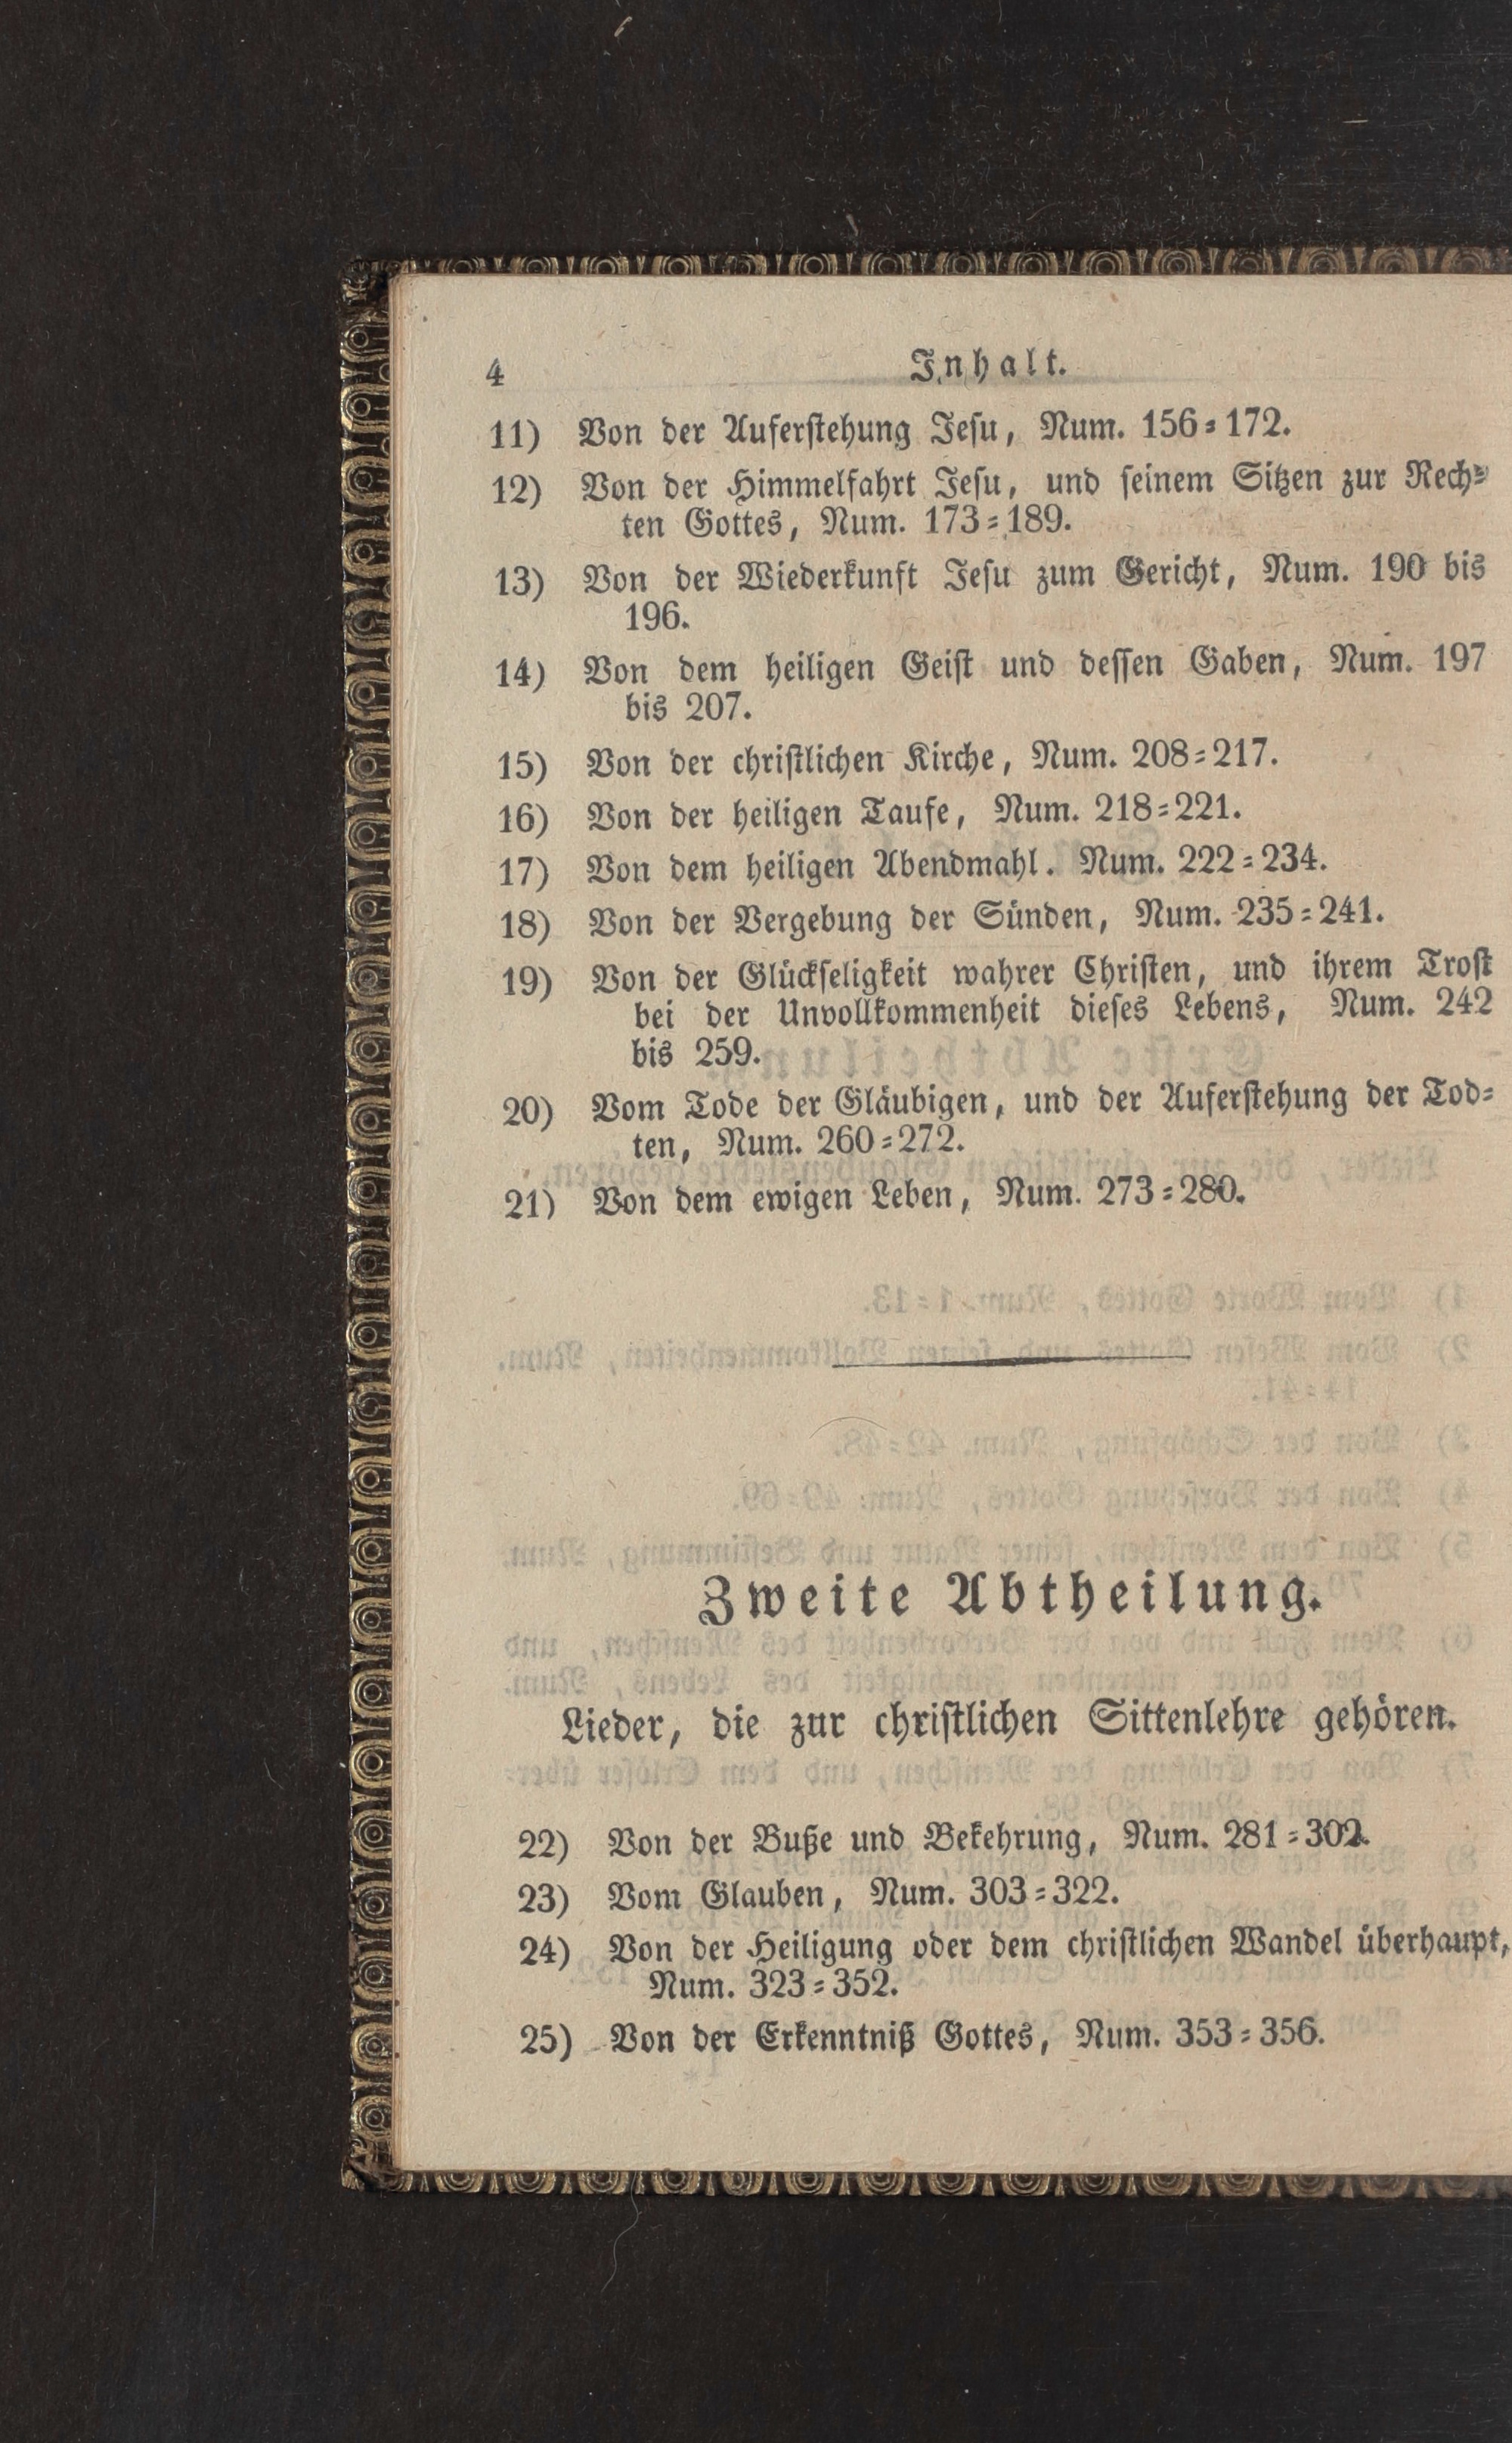 4
Inhalt.
11) Von der Auferstehung Jesu, Num. 156=172.
12) Von der Himmelfahrt Jesu, und seinem Sitzen zur Rech=
ten Gottes, Num. 173=189.
13) Von der Wiederkunft Jesu zum Gericht, Num. 190 bis
196.
14) Von dem heiligen Geist und dessen Gaben, Num. 197
bis 207.
15) Von der christlichen Kirche, Num. 208=217.
16) Von der heiligen Taufe, Num. 218=221.
17) Von dem heiligen Abendmahl. Num. 222=234.
18) Von der Vergebung der Sünden, Num. 235=241.
19) Von der Glückseligkeit wahrer Christen, und ihrem Trost
bei der Unvollkommenheit dieses Lebens, Num. 242
bis 259.
20) Vom Tode der Gläubigen, und der Auferstehung der Tod=
ten, Num. 260=272.
21) Von dem ewigen Leben, Num. 273=280.
Zweite Abtheilung.
Lieder, die zur christlichen Sittenlehre gehören.
22) Von der Buße und Bekehrung, Num. 281=302.
23) Vom Glauben, Num. 303=322.
24) Von der Heiligung oder dem christlichen Wandel überhaupt,
Num. 323=352.
25) Von der Erkenntniß Gottes, Num. 353=356.